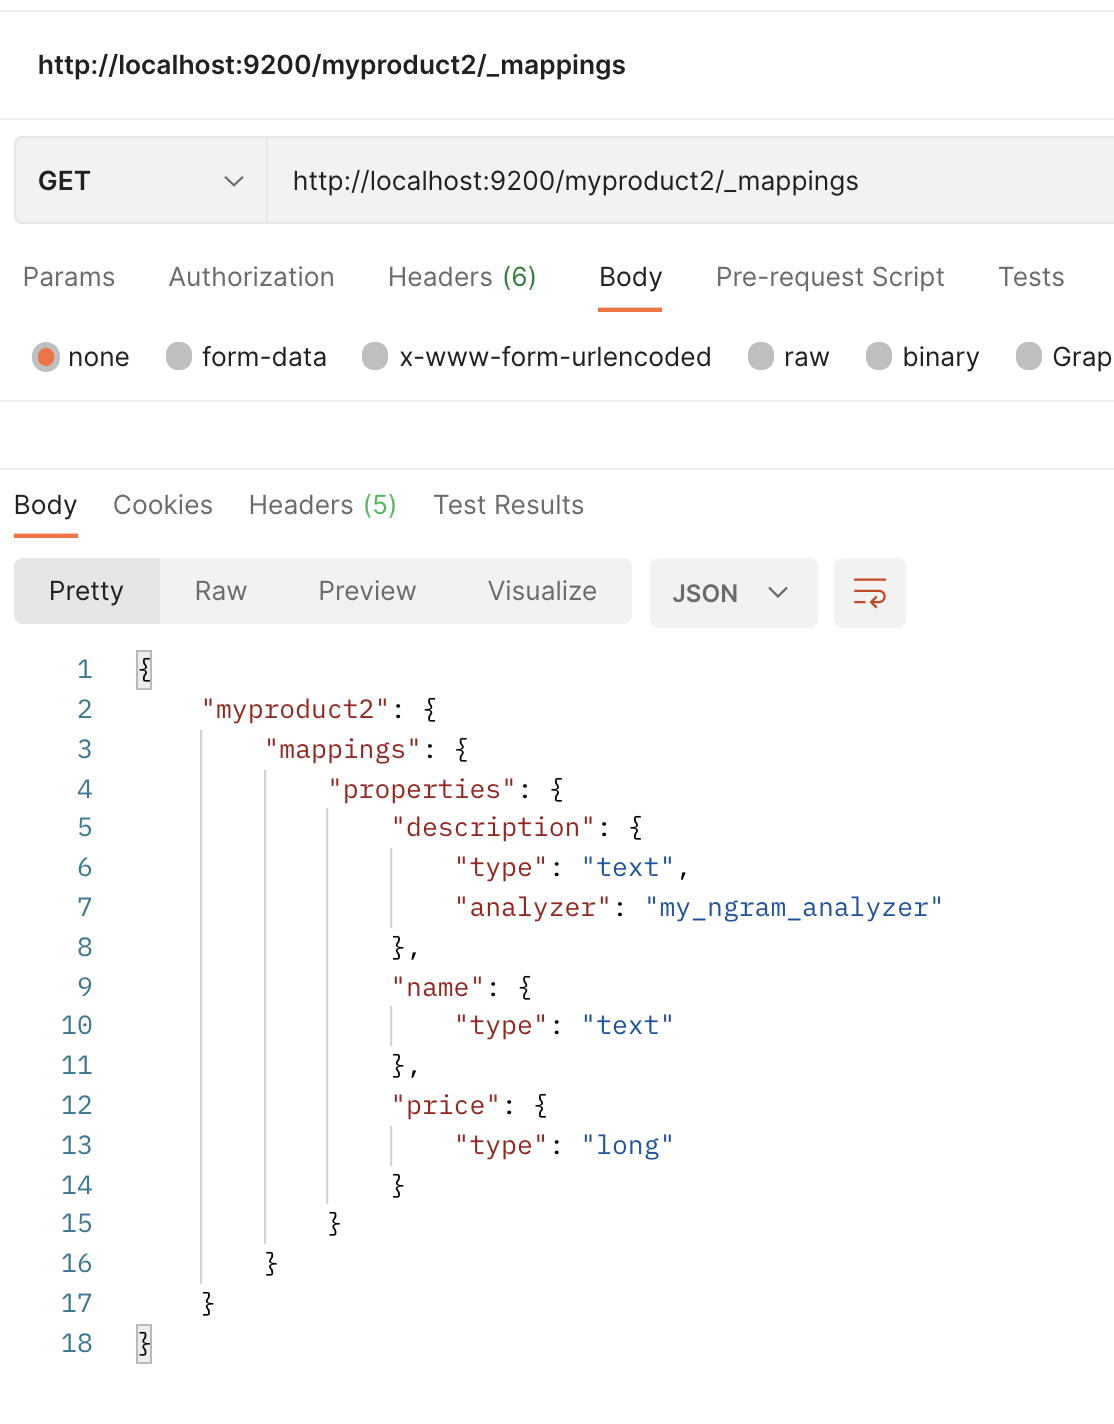 http://localhost:9200/myproduct2/_mappings
GET http://localhost:9200/myproduct2/_mappings
Params Authorization Headers (6) Body Pre-request Script Tests
none form-data x-www-form-urlencoded raw binary Grap
Body Cookies Headers (5) Test Results
Pretty Raw Preview Visualize JSON
1 {
2 "myproduct2": {
3 "mappings": {
4 "properties": {
5 "description": {
6 "type": "text",
7 "analyzer": "my_ngram_analyzer"
8 },
9 "name": {
10 "type": "text"
11 },
12 "price": {
13 "type": "long"
14 }
15 }
16 }
17 }
18 }